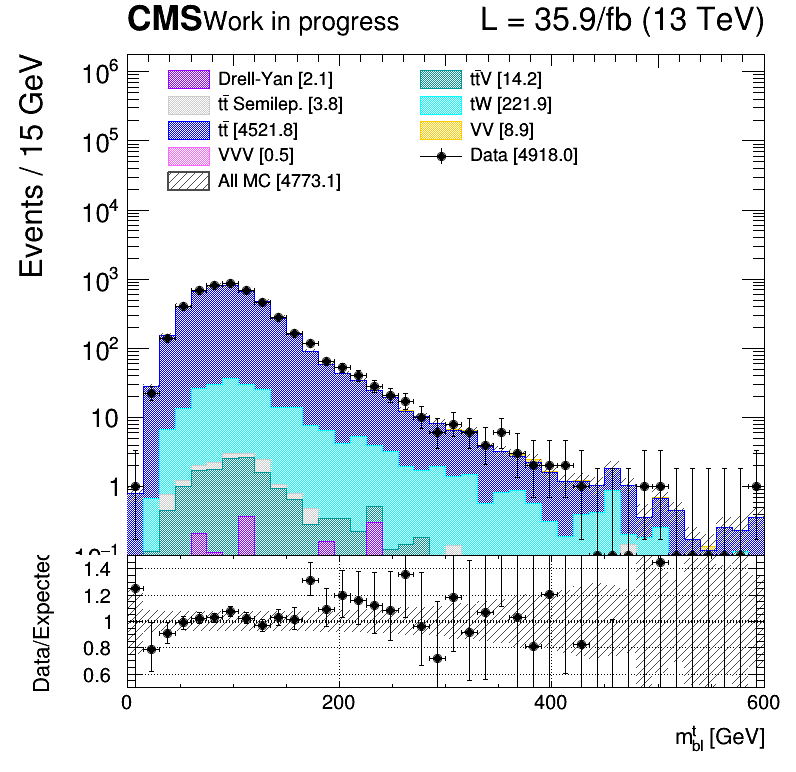 CMS Work in progress L = 35.9/fb (13 TeV)
Events / 15 GeV
10⁶
10⁵
10⁴
10³
10²
10
1
10⁻¹
Drell-Yan [2.1]
tt̄ Semilep. [3.8]
tt̄ [4521.8]
VVV [0.5]
All MC [4773.1]
tt̄V [14.2]
tW [221.9]
VV [8.9]
Data [4918.0]
Data/Expected
1.4
1.2
1
0.8
0.6
0 200 400 600
mᵗbl [GeV]